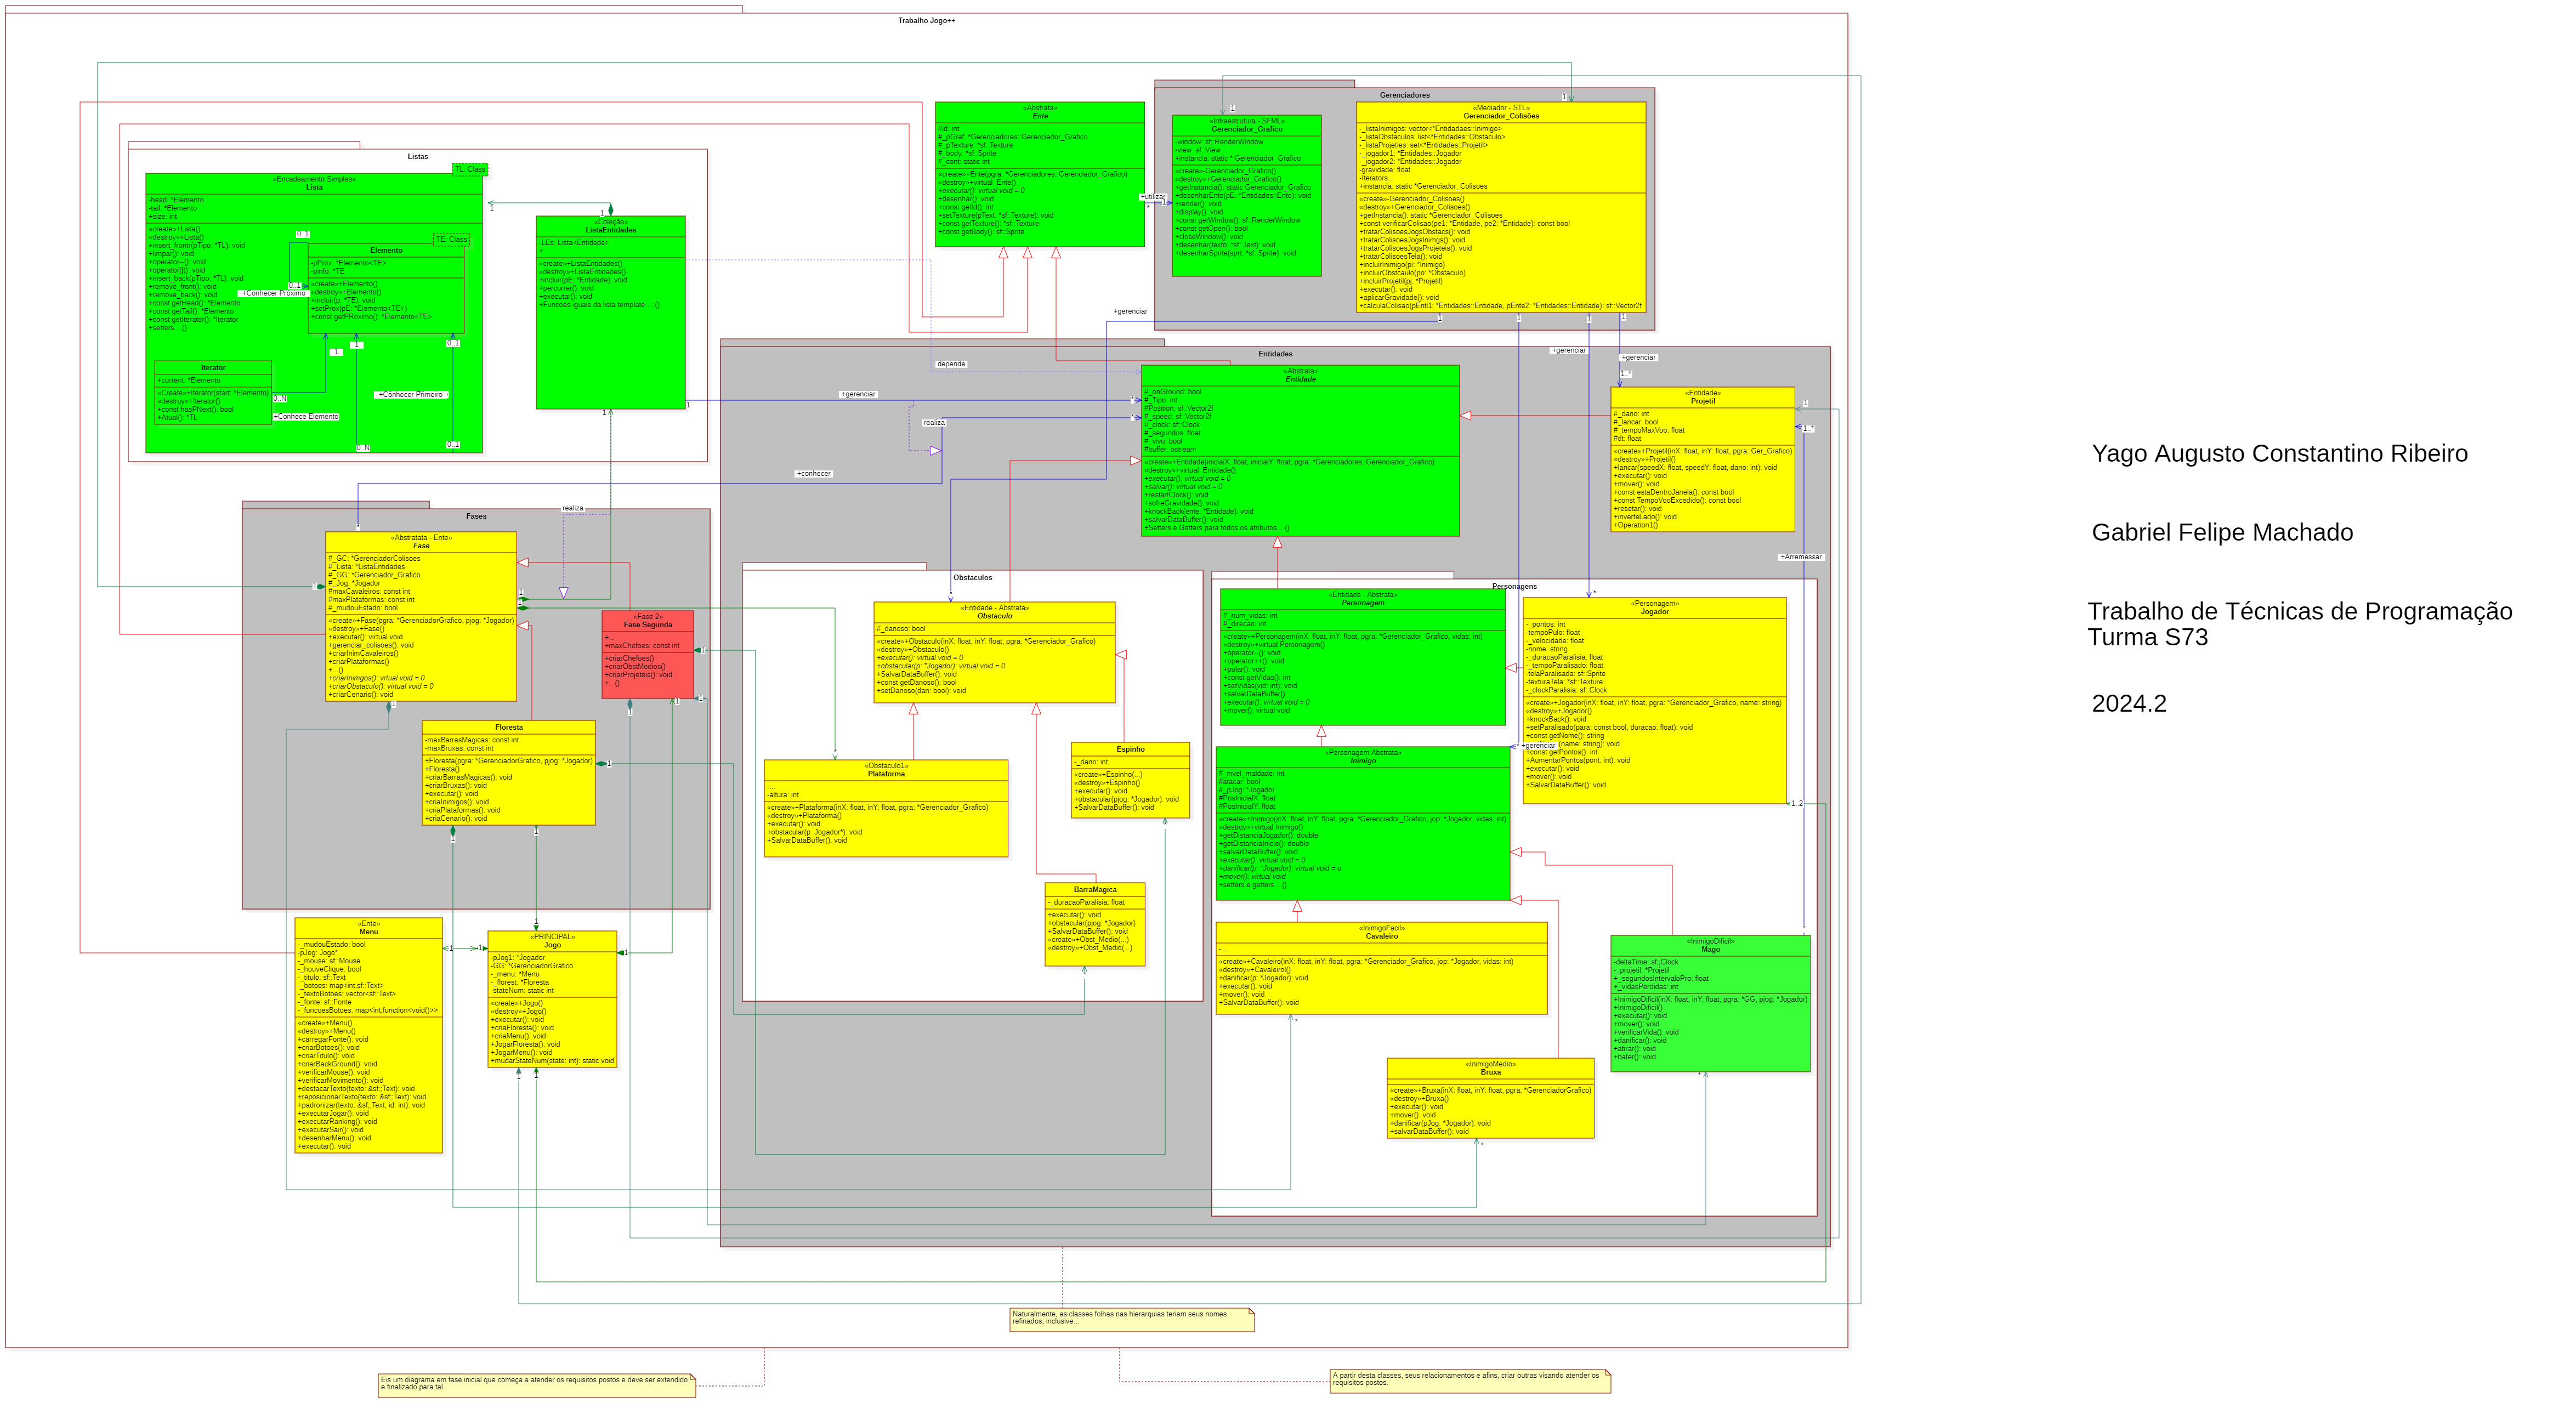 Trabalho Jogo++
Listas
TL: Class
«Encadeamento Simples»
Lista
-head: *Elemento
-tail: *Elemento
+size: int
«create»+Lista()
«destroy»+Lista()
+insert_frontr(pTipo: *TL): void
+limpar(): void
+operator--(): void
+operator[](): void
+insert_back(pTipo: *TL): void
+remove_front(): void
+remove_back(): void
+const getHead(): *Elemento
+const getTail(): *Elemento
+const getIterator(): *Iterator
+setters....()
TE: Class
Elemento
-pProx: *Elemento<TE>
-pinfo: *TE
«create»+Elemento()
«destroy»+Elemento()
+incluir(p: *TE): void
+setProx(pE: *Elemento<TE>)
+const getPRoximo(): *Elemento<TE>
0..1
0..1
+Conhecer Próximo
Iterator
+current: *Elemento
«Create»+Iterator(start: *Elemento)
«destroy»+Iterator()
+const hasPNext(): bool
+Atual(): *TL
1
1
0..1
0..N
+Conhece Elemento
+Conhecer Primeiro
0..N
0..1
1
1
«Coleção»
ListaEntidades
-LEs: Lista<Entidade>
+...
«create»+ListaEntidades()
«destroy»+ListaEntidades()
+incluir(pE: *Entidade): void
+percorrer(): void
+executar(): void
+Funcoes iguais da lista template ....()
1
1
«Abstrata»
Ente
#id: int
#_pGraf: *Gerenciadores::Gerenciador_Grafico
#_pTexture: *sf::Texture
#_body: *sf::Sprite
#_cont: static int
«create»+Ente(pgra: *Gerenciadores::Gerenciador_Grafico)
«destroy»+virtual  Ente()
+executar(): virtual void = 0
+desenhar(): void
+const getId(): int
+setTexture(pText: *sf::Texture): void
+const getTexture(): *sf::Texture
+const getBody(): sf::Sprite
+utilizar
*
1
Gerenciadores
1
«Infraestrutura - SFML»
Gerenciador_Grafico
-window: sf::RenderWindow
-view: sf::View
+instancia: static * Gerenciador_Grafico
«create»-Gerenciador_Grafico()
«destroy»+Gerenciador_Grafico()
+getInstancia(): static Gerenciador_Grafico
+desenharEnte(pE: *Entidades::Ente): void
+render(): void
+display(): void
+const getWindow(): sf::RenderWindow
+const getOpen(): bool
+closeWindow(): void
+desenhar(texto: *sf::Text): void
+desenharSprite(sprt: *sf::Sprite): void
1
«Mediador - STL»
Gerenciador_Colisões
-_listaInimigos: vector<*Entidadaes::Inimigo>
-_listaObstaculos: list<*Entidades::Obstaculo>
-_listaProjeties: set<*Entidades::Projetil>
-_jogador1: *Entidades::Jogador
-_jogador2: *Entidades::Jogador
-gravidade: float
-Iterators...
+instancia: static *Gerenciador_Colisoes
«create»-Gerenciador_Colisoes()
«destroy»+Gerenciador_Colisoes()
+getInstancia(): static *Gerenciador_Colisoes
+const verificarColisao(pe1: *Entidade, pe2: *Entidade): const bool
+tratarColisoesJogsObstacs(): void
+tratarColisoesJogsInimgs(): void
+tratarColisoesJogsProjeteis(): void
+tratarColisoesTela(): void
+incluirInimigo(pi: *Inimigo)
+incluirObstcaulo(po: *Obstaculo)
+incluirProjetil(pj: *Projetil)
+executar(): void
+aplicarGravidade(): void
+calculaColisao(pEnti1: *Entidades::Entidade, pEnte2: *Entidades::Entidade): sf::Vector2f
1
1
1
1
+gerenciar
+gerenciar
+gerenciar
1..*
depende
+gerenciar
realiza
+conhecer
*
*
Entidades
«Abstrata»
Entidade
#_onGround: bool
#_Tipo: int
#Position: sf::Vector2f
#_speed: sf::Vector2f
#_clock: sf::Clock
#_segundos: float
#_vivo: bool
#buffer: ostream
«create»+Entidade(inicialX: float, inicialY: float, pgra: *Gerenciadores::Gerenciador_Grafico)
«destroy»+virtual  Entidade()
+executar(): virtual void = 0
+salvar(): virtual void = 0
+restartClock(): void
+sofreGravidade(): void
+knockBack(ente: *Entidade): void
+salvarDataBuffer(): void
+Setters e Getters para todos os atributos....()
«Entidade»
Projetil
#_dano: int
#_lancar: bool
#_tempoMaxVoo: float
#dt: float
«create»+Projetil(inX: float, inY: float, pgra: Ger_Grafico)
«destroy»+Projetil()
+lancar(speedX: float, speedY: float, dano: int): void
+executar(): void
+mover(): void
+const estaDentroJanela(): const bool
+const TempoVooExcedido(): const bool
+resetar(): void
+inverteLado(): void
+Operation1()
1
1..*
+Arremessar
Fases
realiza
«Abstratata - Ente»
Fase
#_GC: *GerenciadorColisoes
#_Lista: *ListaEntidades
#_GG: *Gerenciador_Grafico
#_Jog: *Jogador
#maxCavaleiros: const int
#maxPlataformas: const int
#_mudouEstado: bool
«create»+Fase(pgra: *GerenciadorGrafico, pjog: *Jogador)
«destroy»+Fase()
+executar(): virtual void
+gerenciar_colisoes(): void
+criarInimCavaleiros()
+criarPlataformas()
+...()
+criarInimgos(): vrtual void = 0
+criarObstaculo(): virtual void = 0
+criarCenario(): void
«Fase 2»
Fase Segunda
+...
+maxChefoes: const int
+criarChefoes()
+criarObstMedios()
+criarProjeteis(): void
+...()
Floresta
-maxBarrasMagicas: const int
-maxBruxas: const int
+Floresta(pgra: *GerenciadorGrafico, pjog: *Jogador)
+Floresta()
+criarBarrasMagicas(): void
+criarBruxas(): void
+executar(): void
+criaInimigos(): void
+criaPlataformas(): void
+criaCenario(): void
Obstaculos
«Entidade - Abstrata»
Obstaculo
#_danoso: bool
«create»+Obstaculo(inX: float, inY: float, pgra: *Gerenciador_Grafico)
«destroy»+Obstaculo()
+executar(): virtual void = 0
+obstacular(p: *Jogador): virtual void = 0
+SalvarDataBuffer(): void
+const getDanoso(): bool
+setDanoso(dan: bool): void
«Obstaculo1»
Plataforma
-...
-altura: int
«create»+Plataforma(inX: float, inY: float, pgra: *Gerenciador_Grafico)
«destroy»+Plataforma()
+executar(): void
+obstacular(p: Jogador*): void
+SalvarDataBuffer(): void
Espinho
-_dano: int
«create»+Espinho(...)
«destroy»+Espinho()
+executar(): void
+obstacular(pjog: *Jogador): void
+SalvarDataBuffer(): void
BarraMagica
-_duracaoParalisia: float
+executar(): void
+obstacular(pjog: *Jogador)
+SalvarDataBuffer(): void
«create»+Obst_Medio(...)
«destroy»+Obst_Medio(...)
Personagens
«Entidade - Abstrata»
Personagem
#_num_vidas: int
#_direcao: int
«create»+Personagem(inX: float, inY: float, pgra: *Gerenciador_Grafico, vidas: int)
«destroy»+virtual Personagem()
+operator--(): void
+operator++(): void
+pular(): void
+const getVidas(): int
+setVidas(vid: int): void
+salvarDataBuffer()
+executar(): virtual void = 0
+mover(): virtual void
«Personagem»
Jogador
-_pontos: int
-tempoPulo: float
-_velocidade: float
-nome: string
-_duracaoParalisia: float
-_tempoParalisado: float
-telaParalisada: sf::Sprite
-texturaTela: *sf::Texture
-_clockParalisia: sf::Clock
«create»+Jogador(inX: float, inY: float, pgra: *Gerenciador_Grafico, name: string)
«destroy»+Jogador()
+knockBack(): void
+setParalisado(para: const bool, duracao: float): void
+const getNome(): string
(name: string): void
+const getPontos(): int
+AumentarPontos(pont: int): void
+executar(): void
+mover(): void
+SalvarDataBuffer(): void
+gerenciar
1..2
«Personagem Abstrata»
Inimigo
#_nivel_maldade: int
#atacar: bool
#_pJog: *Jogador
#PosInicialX: float
#PosInicialY: float
«create»+Inimigo(inX: float, inY: float, pgra: *Gerenciador_Grafico, jop: *Jogador, vidas: int)
«destroy»+virtual Inimigo()
+getDistanciaJogador(): double
+getDistanciaInicio(): double
+salvarDataBuffer(): void
+executar(): virtual void = 0
+danificar(p: *Jogador): virtual void = o
+mover(): virtual void
+setters e getters ...()
«InimigoFacil»
Cavaleiro
-...
«create»+Cavaleiro(inX: float, inY: float, pgra: *Gerenciador_Grafico, jop: *Jogador, vidas: int)
«destroy»+Cavaleirol()
+danificar(p: *Jogador): void
+executar(): void
+mover(): void
+SalvarDataBuffer(): void
«InimigoMedio»
Bruxa
«create»+Bruxa(inX: float, inY: float, pgra: *GerenciadorGrafico)
«destroy»+Bruxa()
+executar(): void
+mover(): void
+danificar(pJog: *Jogador): void
+salvarDataBuffer(): void
«InimigoDificil»
Mago
-deltaTime: sf;;Clock
-_projetil: *Projetil
+_segundosIntervaloPro: float
+_vidasPerdidas: int
+InimigoDificil(inX: float, inY: float, pgra: *GG, pjog: *Jogador)
+InimigoDificil()
+executar(): void
+mover(): void
+verificarVida(): void
+danificar(): void
+atirar(): void
+bater(): void
«Ente»
Menu
-_mudouEstado: bool
-pJog: Jogo*
-_mouse: sf::Mouse
-_houveClique: bool
-_titulo: sf::Text
-_botoes: map<int,sf::Text>
-_textoBotoes: vector<sf::Text>
-_fonte: sf::Fonte
-_funcoesBotoes: map<int,function<void()>>
«create»+Menu()
«destroy»+Menu()
+carregarFonte(): void
+criarBotoes(): void
+criarTitulo(): void
+criarBackGround(): void
+verificarMouse(): void
+verificarMovimento(): void
+destacarTexto(texto: &sf;;Text): void
+reposicionarTexto(texto: &sf;;Text): void
+padronizar(texto: &sf;;Text, id: int): void
+executarJogar(): void
+executarRanking(): void
+executarSair(): void
+desenharMenu(): void
+executar(): void
«PRINCIPAL»
Jogo
-pJog1: *Jogador
-GG: *GerenciadorGrafico
-_menu: *Menu
-_florest: *Floresta
-stateNum: static int
«create»+Jogo()
«destroy»+Jogo()
+executar(): void
+criaFloresta(): void
+criaMenu(): void
+JogarFloresta(): void
+JogarMenu(): void
+mudarStateNum(state: int): static void
Naturalmente, as classes folhas nas hierarquias teriam seus nomes
refinados, inclusive...
Eis um diagrama em fase inicial que começa a atender os requisitos postos e deve ser extendido
e finalizado para tal.
A partir desta classes, seus relacionamentos e afins, criar outras visando atender os
requisitos postos.
Yago Augusto Constantino Ribeiro
Gabriel Felipe Machado
Trabalho de Técnicas de Programação
Turma S73
2024.2